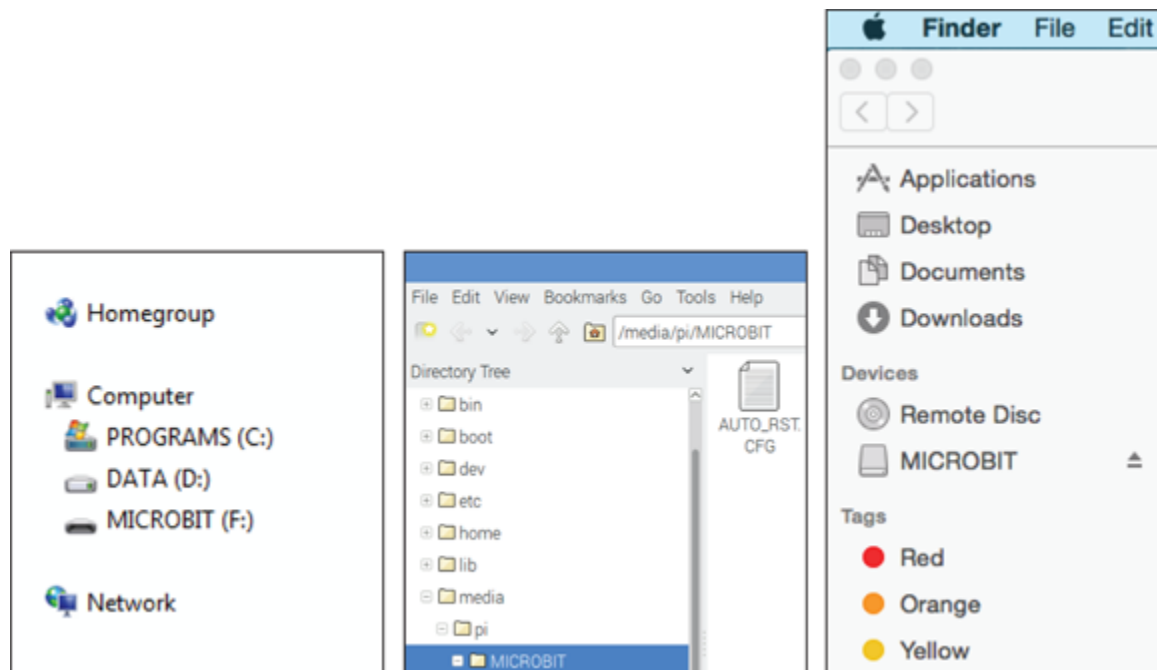 Homegroup
Computer
PROGRAMS (C:)
DATA (D:)
MICROBIT (F:)
Network
File Edit View Bookmarks Go Tools Help
/media/pi/MICROBIT
Directory Tree
bin
boot
dev
etc
home
lib
media
pi
MICROBIT
AUTO_RST.
CFG
Finder File Edit
Applications
Desktop
Documents
Downloads
Devices
Remote Disc
MICROBIT
Tags
Red
Orange
Yellow